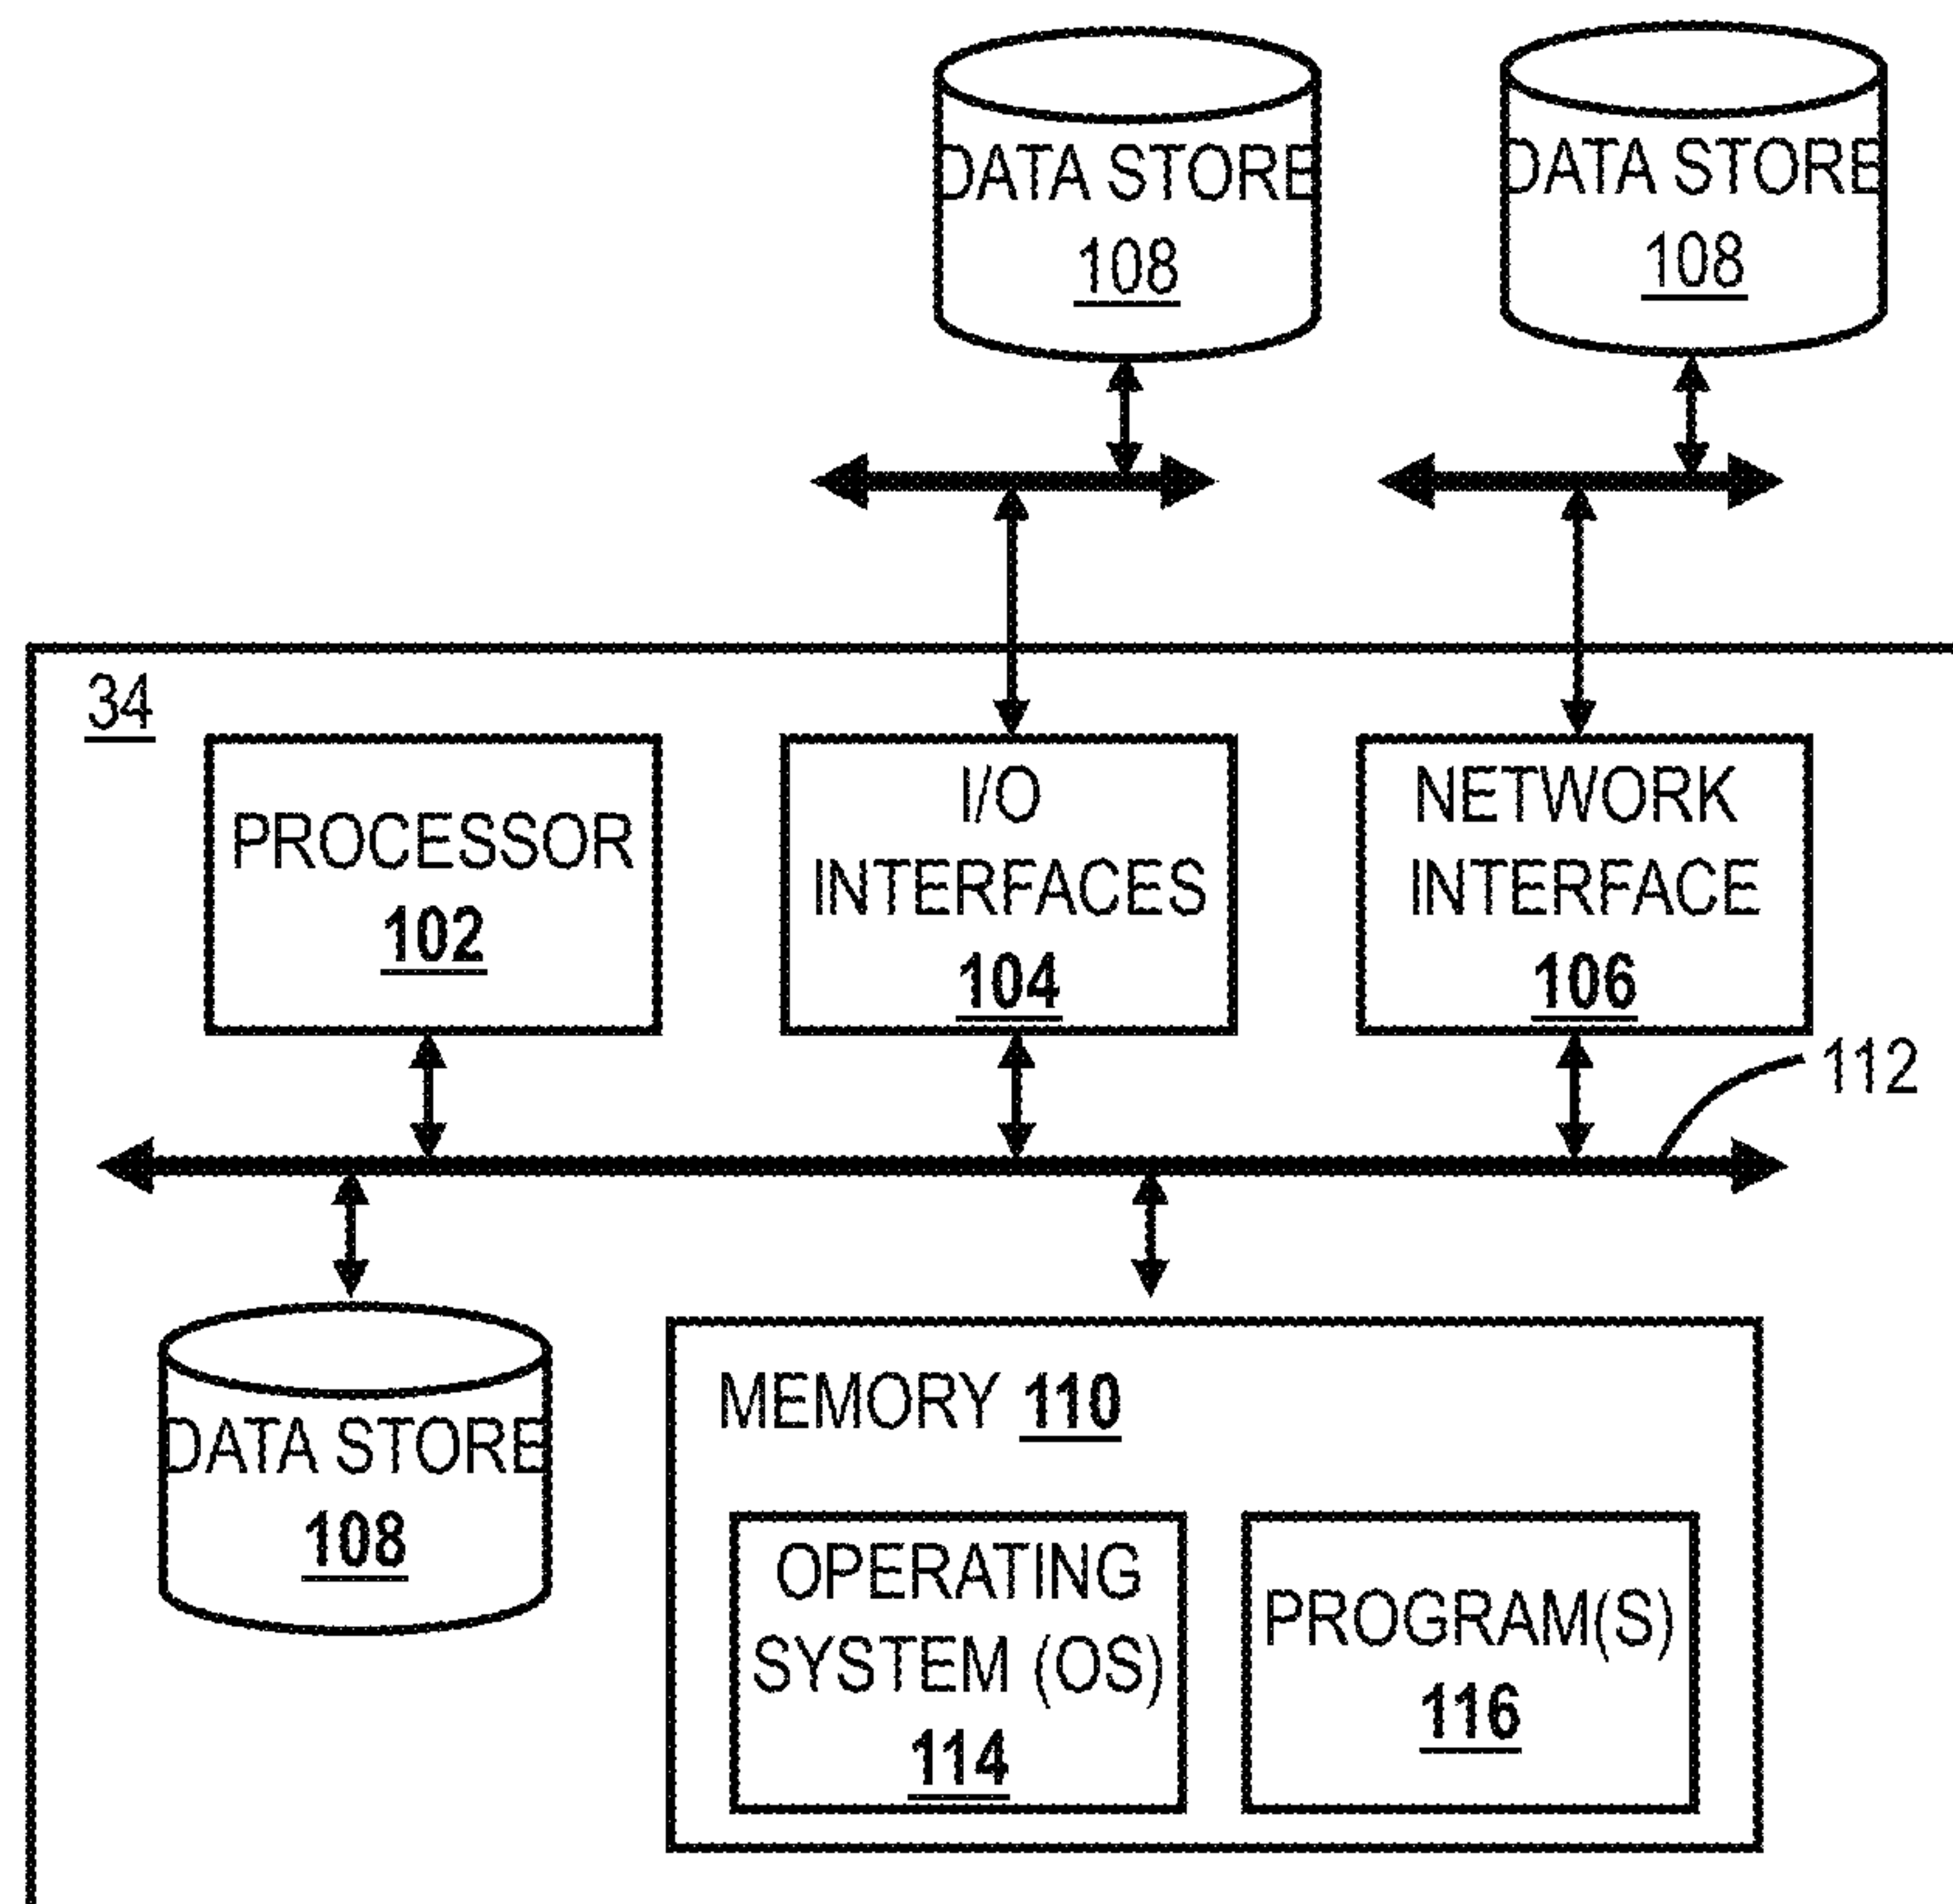 DATA STORE
108
DATA STORE
108
34
PROCESSOR
102
I/O
INTERFACES
104
NETWORK
INTERFACE
106
112
DATA STORE
108
MEMORY 110
OPERATING
SYSTEM (OS)
114
PROGRAM(S)
116